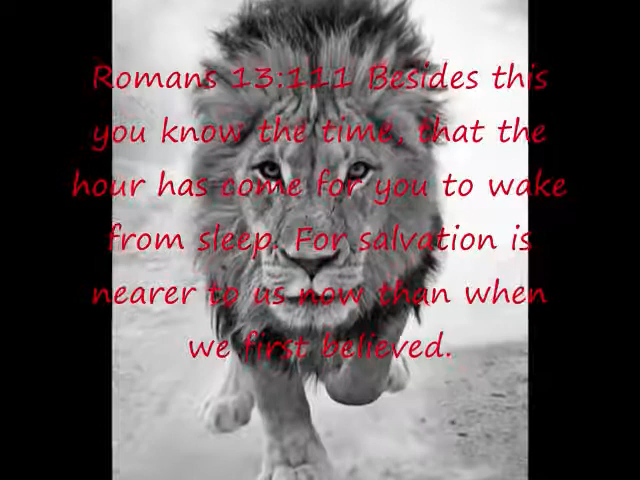 Romans 13:111 Besides this
you know the time, that the
hour has come for you to wake
from sleep. For salvation is
nearer to us now than when
we first believed.